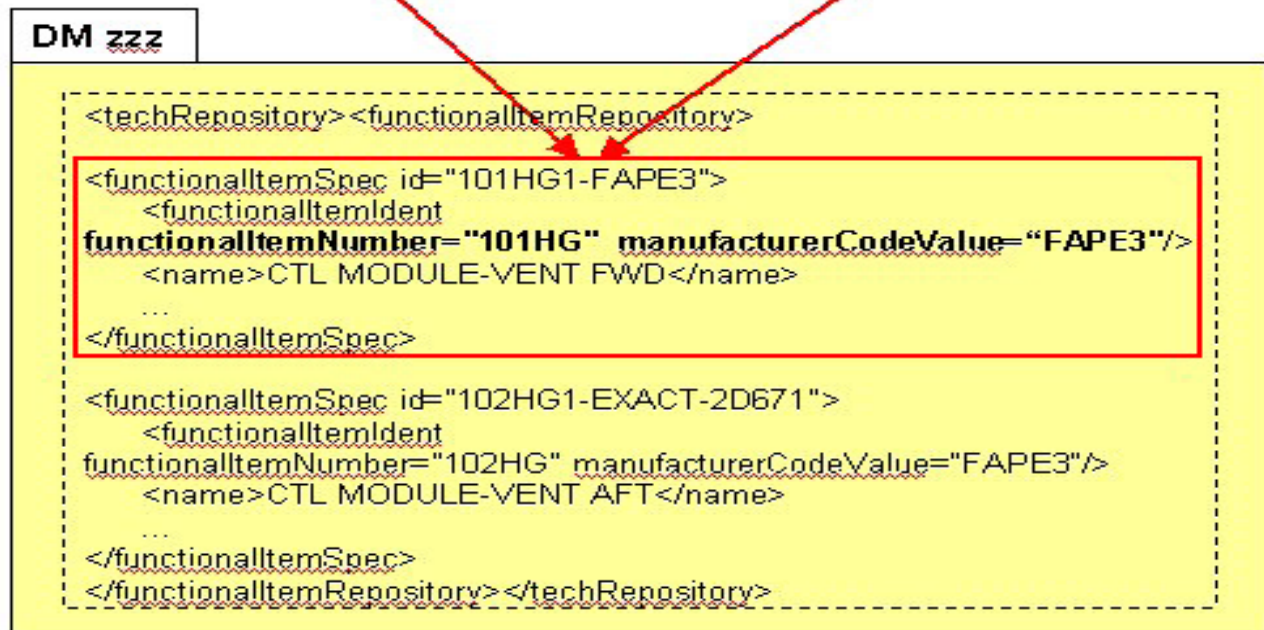 DM zzz
<techRepository><functionalItemRepository>
<functionalItemSpec id="101HG1-FAPE3">
<functionalItemIdent
functionalItemNumber="101HG" manufacturerCodeValue=“FAPE3"/>
<name>CTL MODULE-VENT FWD</name>
...
</functionalItemSpec>
<functionalItemSpec id="102HG1-EXACT-2D671">
<functionalItemIdent
functionalItemNumber="102HG" manufacturerCodeValue="FAPE3"/>
<name>CTL MODULE-VENT AFT</name>
...
</functionalItemSpec>
</functionalItemRepository></techRepository>